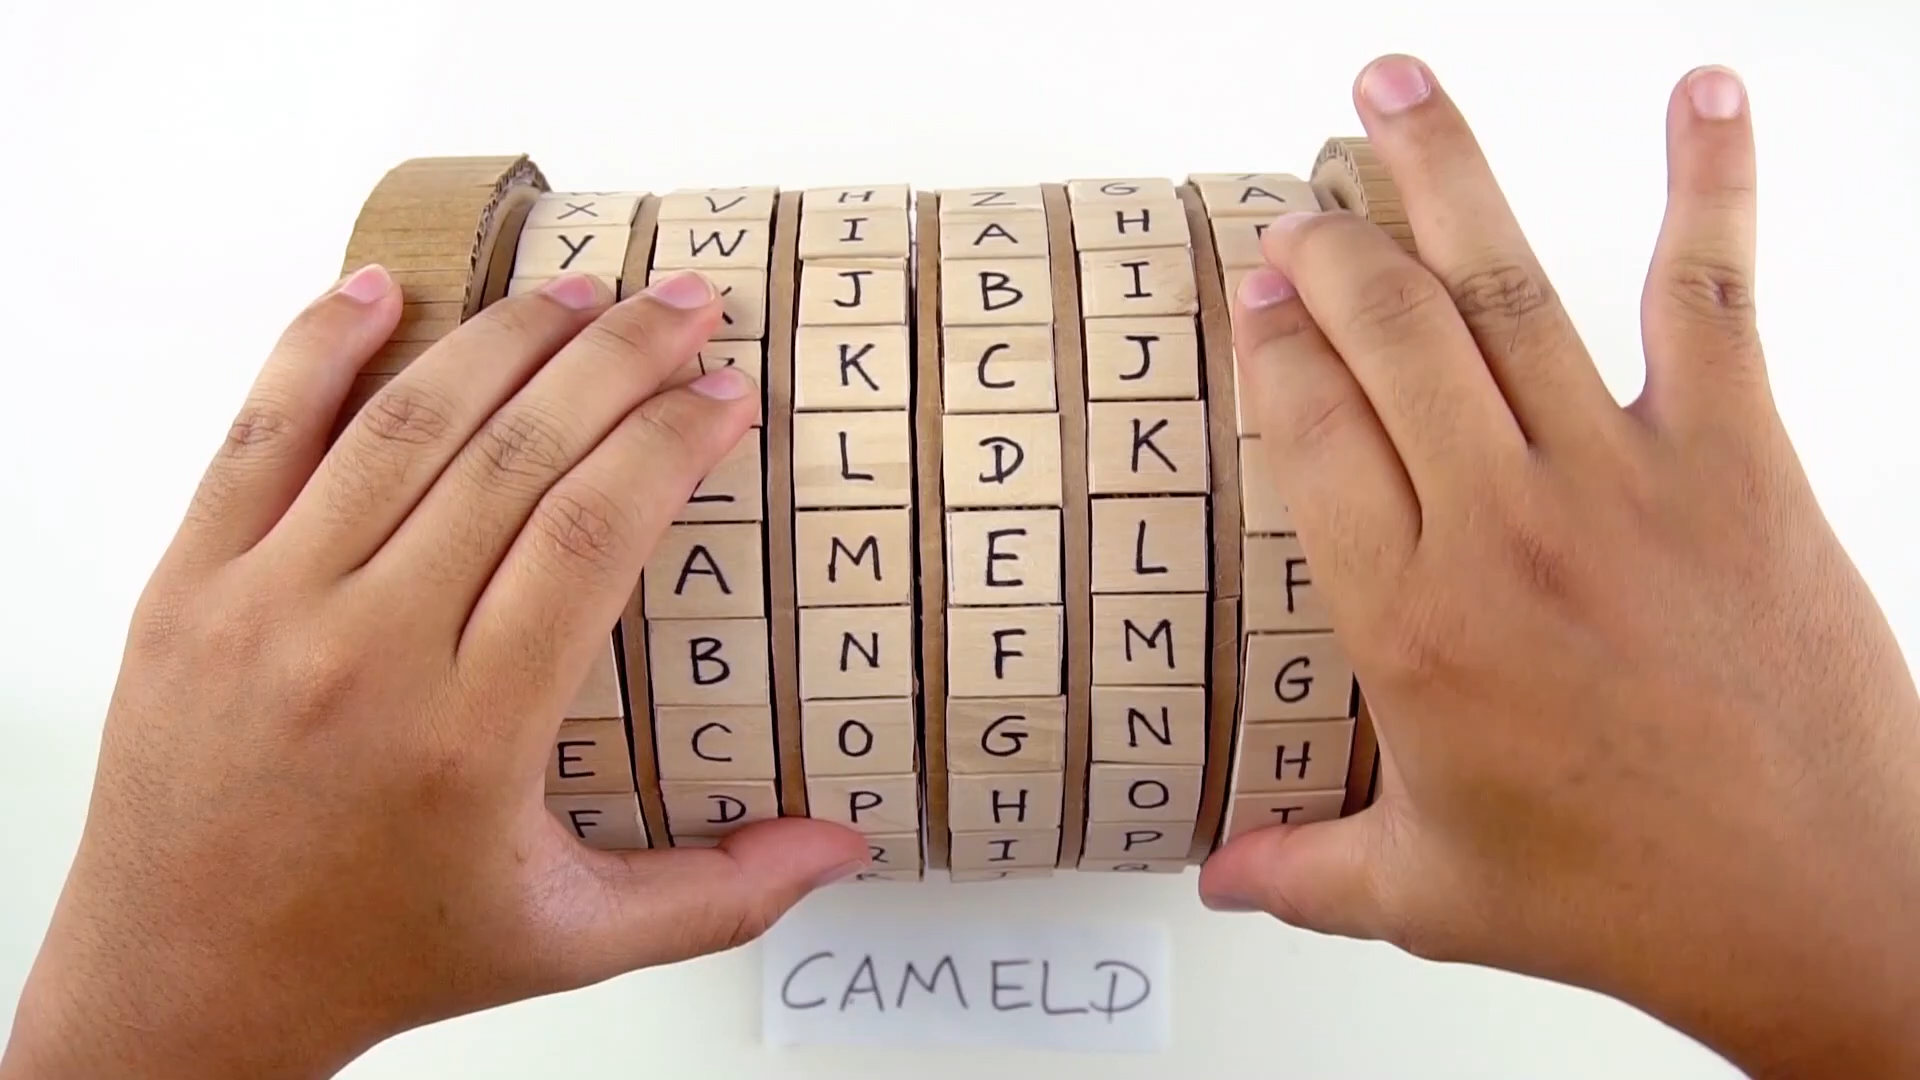 X V H Z G A
Y W I A H
J B I
K C J
L D K
A M E L F
B N F M G
E C O G N H
F D P H O I
I P
CAMELD